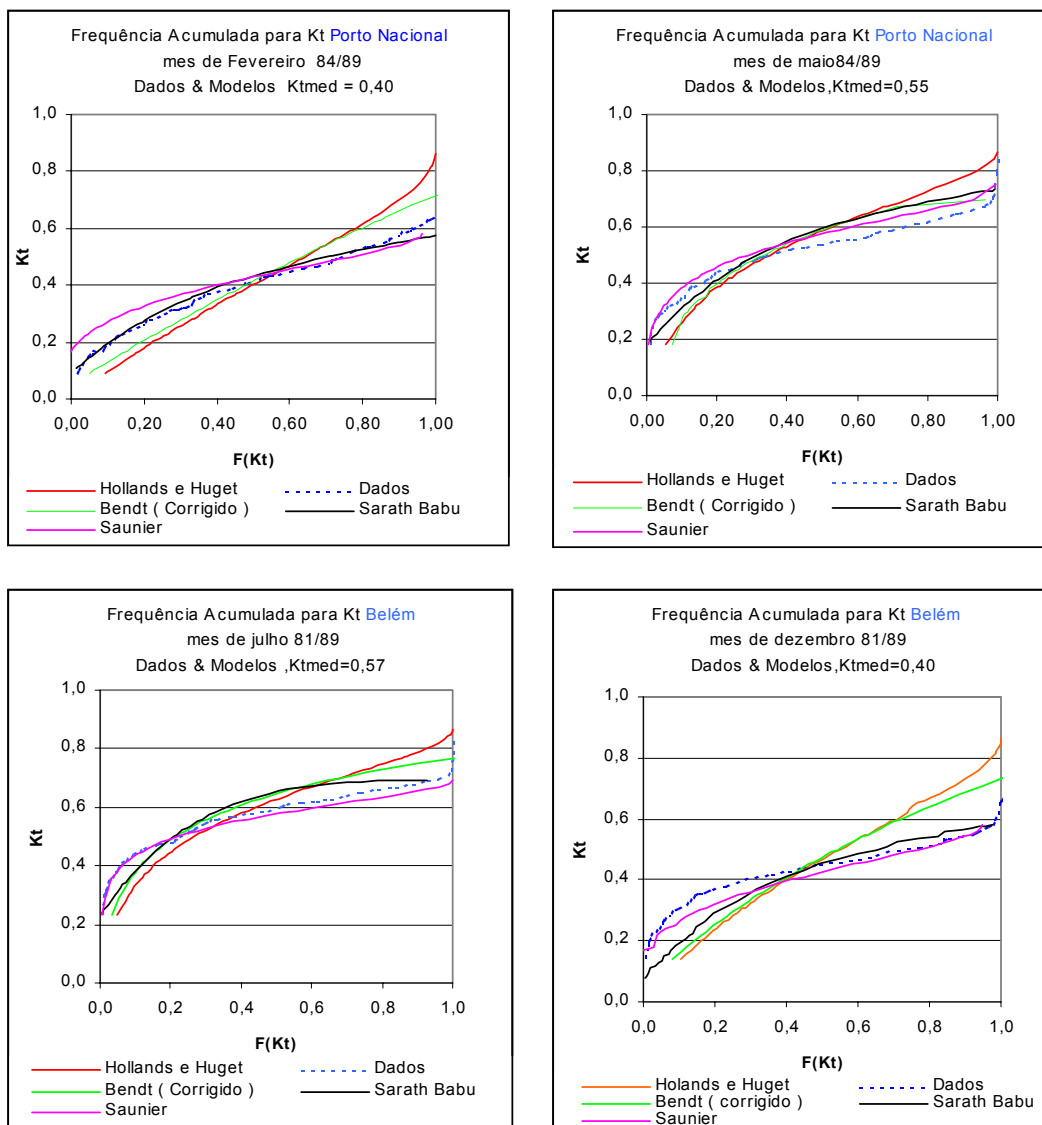 Frequência Acumulada para Kt Porto Nacional
mes de Fevereiro 84/89
Dados & Modelos Ktmed = 0,40
1,0
0,8
0,6
0,4
0,2
0,0
Kt
0,00 0,20 0,40 0,60 0,80 1,00
F(Kt)
Hollands e Huget Dados
Bendt ( Corrigido ) Sarath Babu
Saunier
Frequência Acumulada para Kt Porto Nacional
mes de maio84/89
Dados & Modelos,Ktmed=0,55
1,0
0,8
0,6
0,4
0,2
0,0
Kt
0,00 0,20 0,40 0,60 0,80 1,00
F(Kt)
Hollands e Huget Dados
Bendt ( Corrigido ) Sarath Babu
Saunier
Frequência Acumulada para Kt Belém
mes de julho 81/89
Dados & Modelos ,Ktmed=0,57
1,0
0,8
0,6
0,4
0,2
0,0
Kt
0,0 0,2 0,4 0,6 0,8 1,0
F(Kt)
Hollands e Huget Dados
Bendt ( Corrigido ) Sarath Babu
Saunier
Frequência Acumulada para Kt Belém
mes de dezembro 81/89
Dados & Modelos,Ktmed=0,40
1,0
0,8
0,6
0,4
0,2
0,0
Kt
0,0 0,2 0,4 0,6 0,8 1,0
F(Kt)
Holands e Huget Dados
Bendt ( corrigido ) Sarath Babu
Saunier